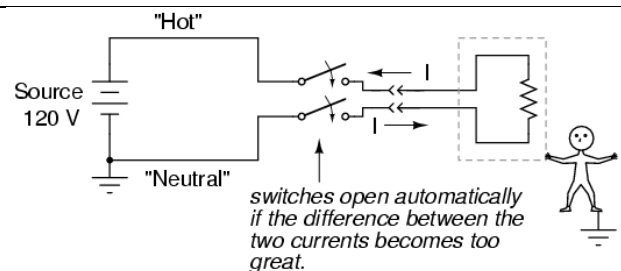 "Hot"
I
Source
120 V
I
"Neutral"
switches open automatically
if the difference between the
two currents becomes too
great.